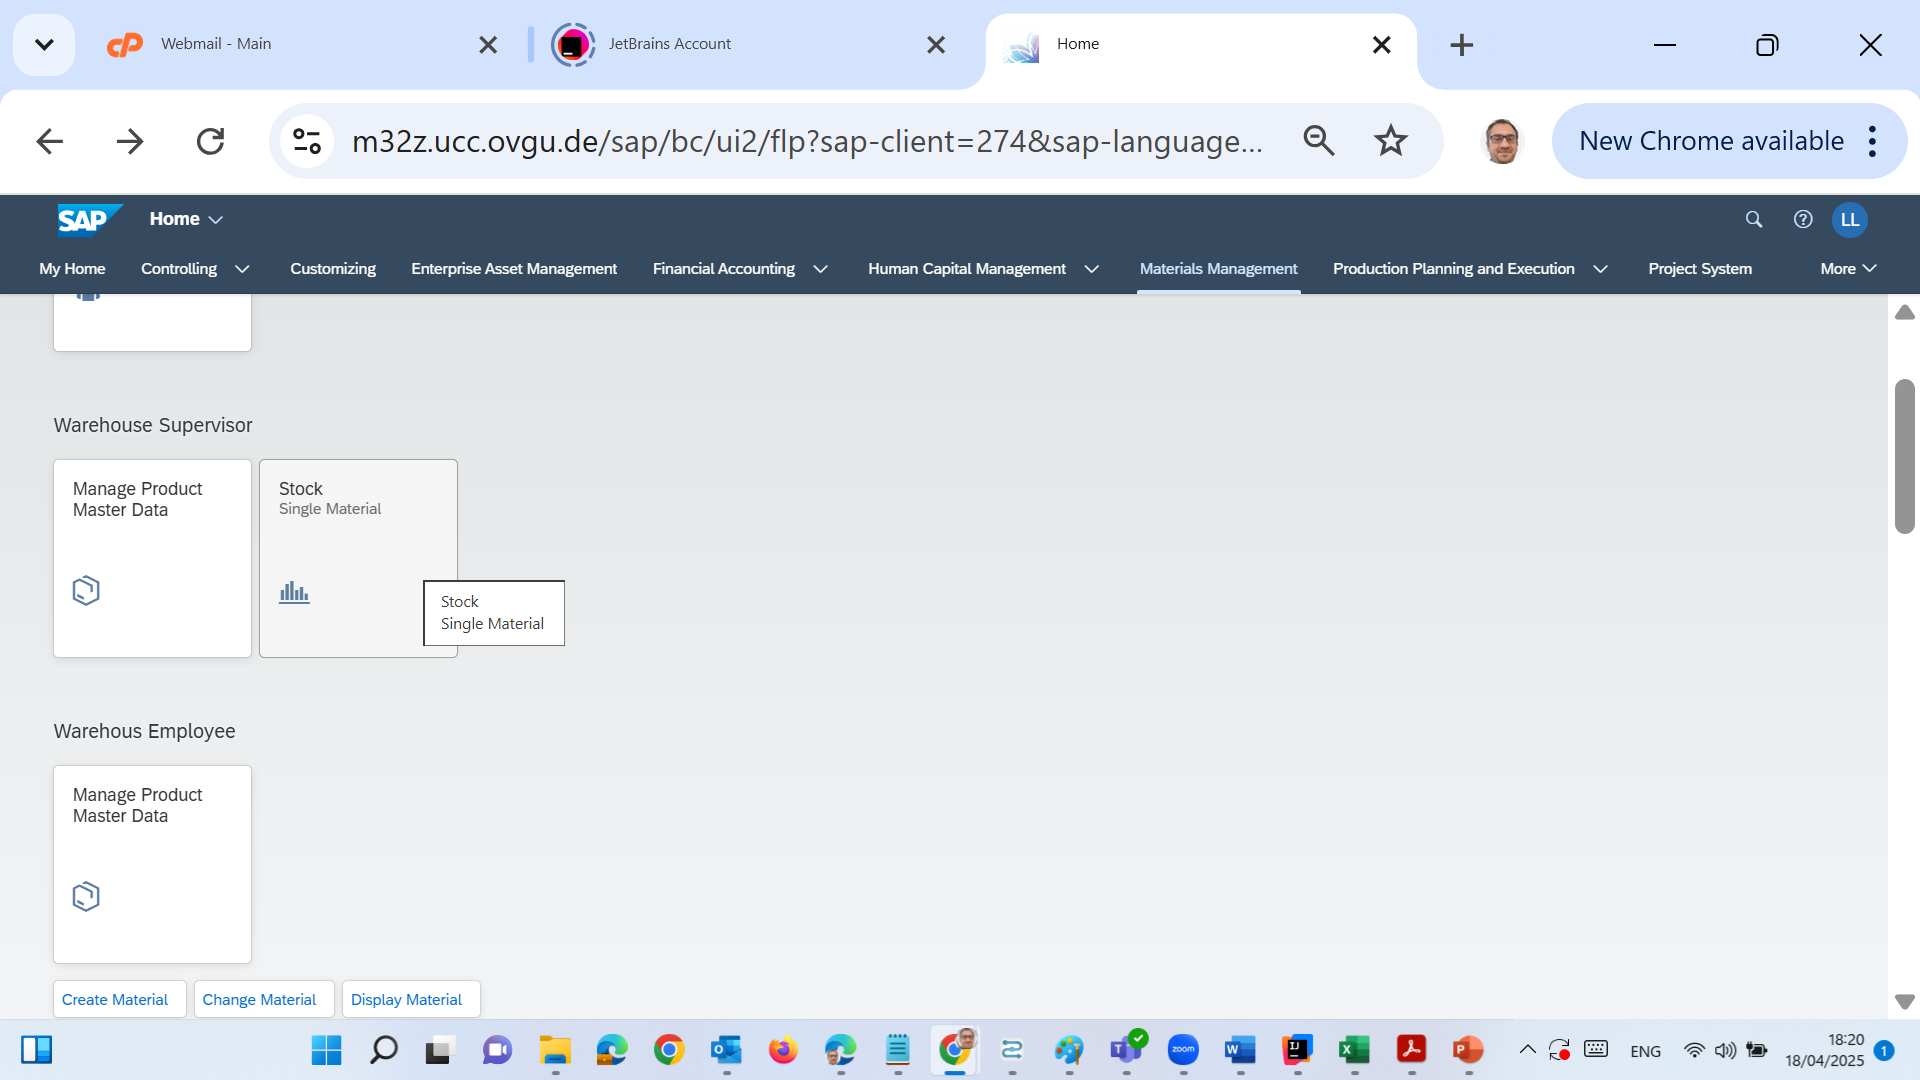 Webmail - Main
JetBrains Account
Home
m32z.ucc.ovgu.de/sap/bc/ui2/flp?sap-client=274&sap-language...
New Chrome available
SAP
Home
LL
My Home
Controlling
Customizing
Enterprise Asset Management
Financial Accounting
Human Capital Management
Materials Management
Production Planning and Execution
Project System
More
Warehouse Supervisor
Manage Product
Master Data
Stock
Single Material
Stock
Single Material
Warehous Employee
Manage Product
Master Data
Create Material
Change Material
Display Material
zoom
ENG
18:20
18/04/2025
1